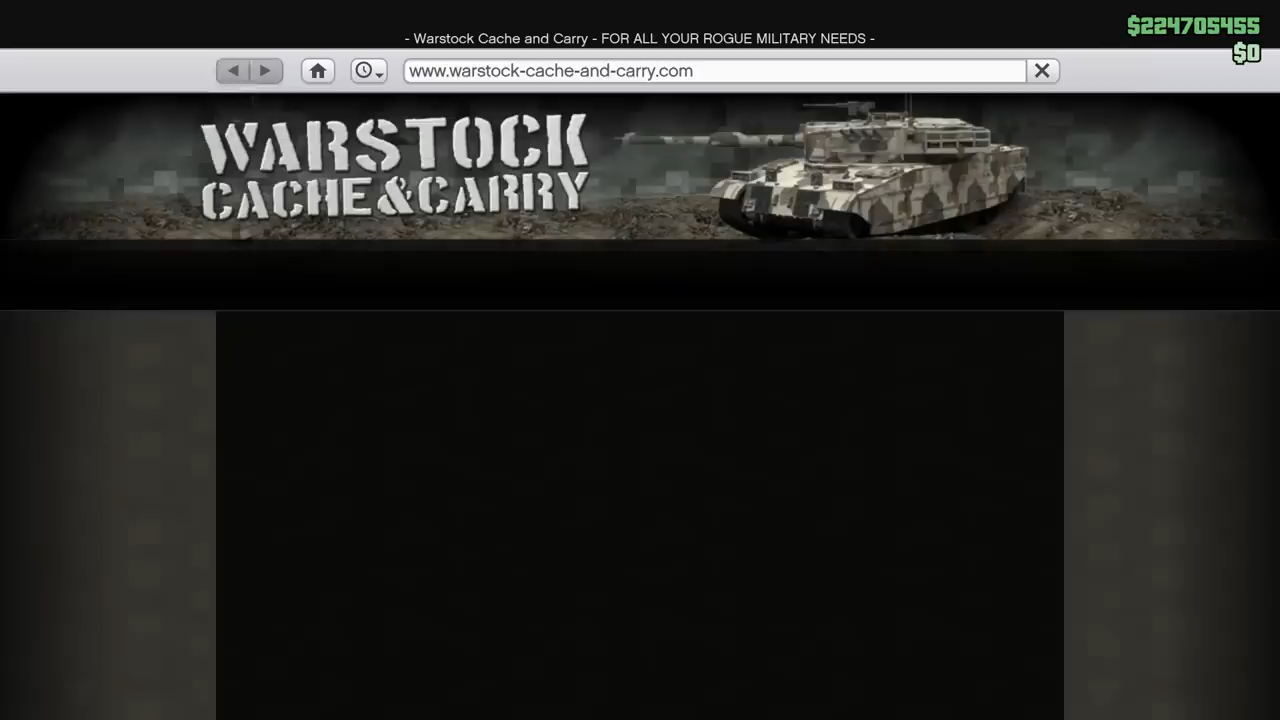 $224705455
- Warstock Cache and Carry - FOR ALL YOUR ROGUE MILITARY NEEDS -
$0
www.warstock-cache-and-carry.com
WARSTOCK
CACHE&CARRY